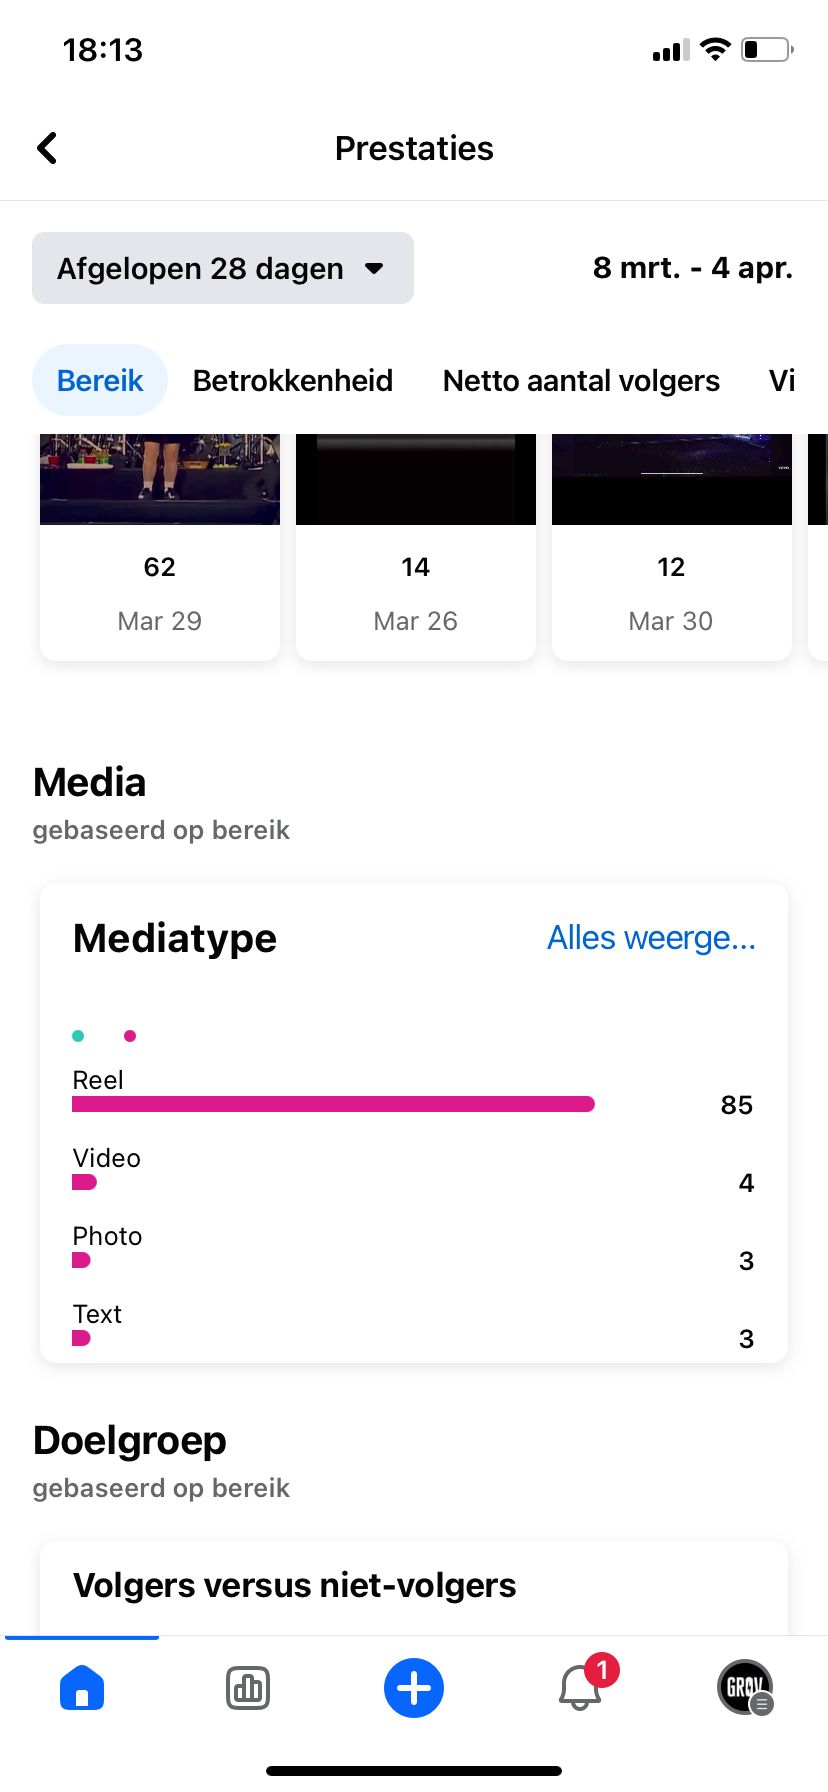 18:13
Prestaties
Afgelopen 28 dagen
8 mrt. - 4 apr.
Bereik Betrokkenheid Netto aantal volgers Vi
vevo
62 14 12
Mar 29 Mar 26 Mar 30
Media
gebaseerd op bereik
Mediatype Alles weerge...
Reel
85
Video
4
Photo
3
Text
3
Doelgroep
gebaseerd op bereik
Volgers versus niet-volgers
1
GROV